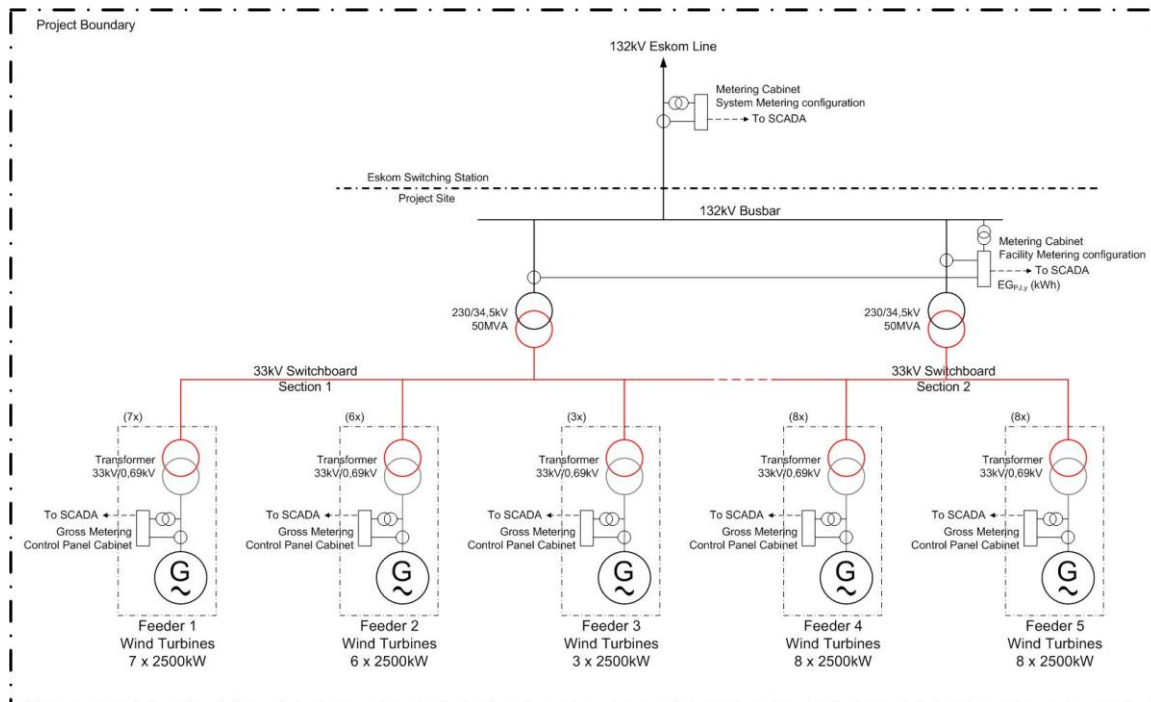 Project Boundary
132kV Eskom Line
Metering Cabinet
System Metering configuration
To SCADA
Eskom Switching Station
Project Site
132kV Busbar
Metering Cabinet
Facility Metering configuration
To SCADA
EGPJ,y (kWh)
230/34,5kV
50MVA
230/34,5kV
50MVA
33kV Switchboard
Section 1
33kV Switchboard
Section 2
(7x)
Transformer
33kV/0,69kV
To SCADA
Gross Metering
Control Panel Cabinet
G
~
Feeder 1
Wind Turbines
7 x 2500kW
(6x)
Transformer
33kV/0,69kV
To SCADA
Gross Metering
Control Panel Cabinet
G
~
Feeder 2
Wind Turbines
6 x 2500kW
(3x)
Transformer
33kV/0,69kV
To SCADA
Gross Metering
Control Panel Cabinet
G
~
Feeder 3
Wind Turbines
3 x 2500kW
(8x)
Transformer
33kV/0,69kV
To SCADA
Gross Metering
Control Panel Cabinet
G
~
Feeder 4
Wind Turbines
8 x 2500kW
(8x)
Transformer
33kV/0,69kV
To SCADA
Gross Metering
Control Panel Cabinet
G
~
Feeder 5
Wind Turbines
8 x 2500kW